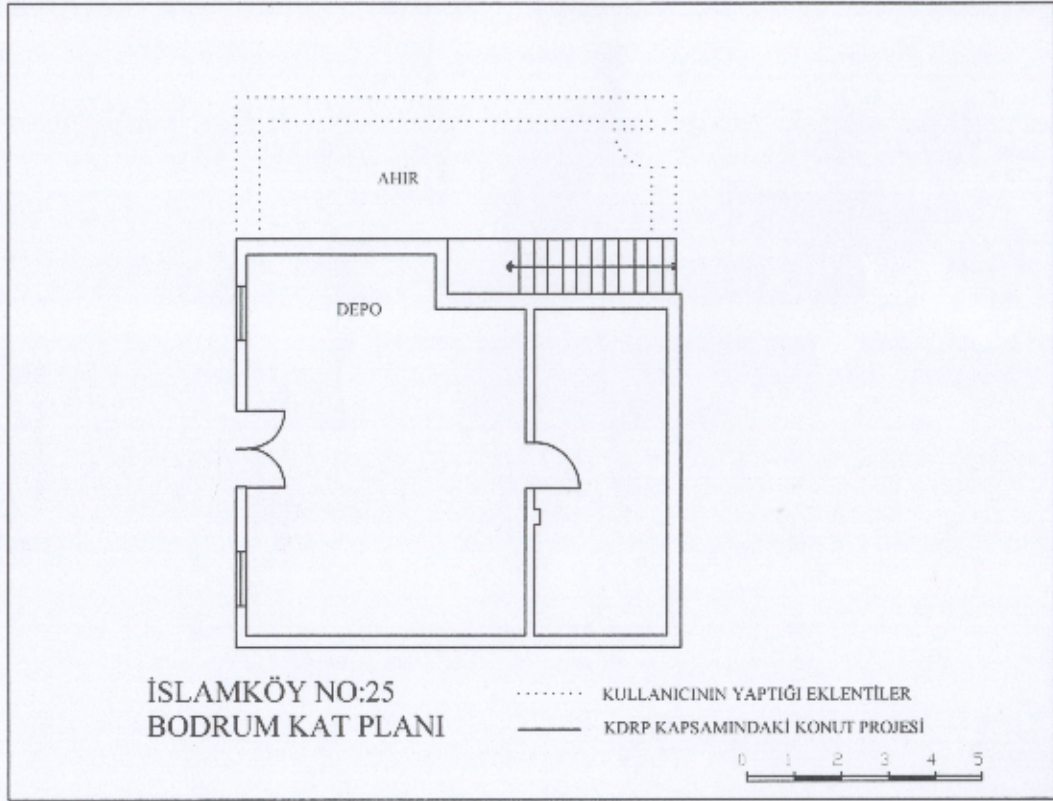 AHIR
DEPO
İSLAMKÖY NO:25
BODRUM KAT PLANI
KULLANICININ YAPTIĞI EKLENTİLER
KDRP KAPSAMINDAKİ KONUT PROJESİ
0 1 2 3 4 5